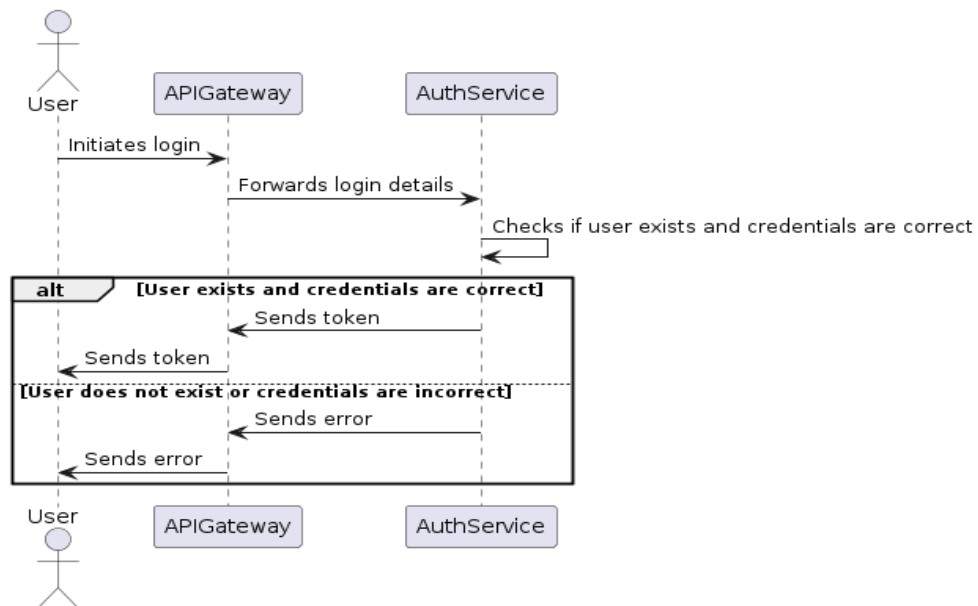 User
APIGateway
AuthService
Initiates login
Forwards login details
Checks if user exists and credentials are correct
alt
[User exists and credentials are correct]
Sends token
Sends token
[User does not exist or credentials are incorrect]
Sends error
Sends error
User
APIGateway
AuthService